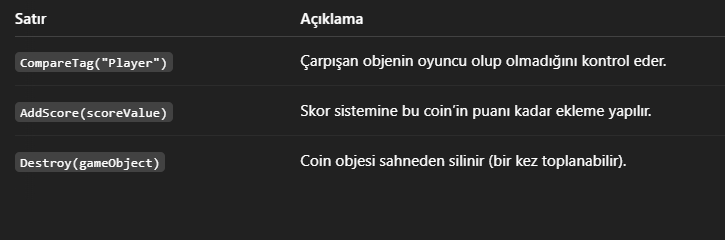 Satır Açıklama
CompareTag("Player") Çarpışan objenin oyuncu olup olmadığını kontrol eder.
AddScore(scoreValue) Skor sistemine bu coin’in puanı kadar ekleme yapılır.
Destroy(gameObject) Coin objesi sahneden silinir (bir kez toplanabilir).